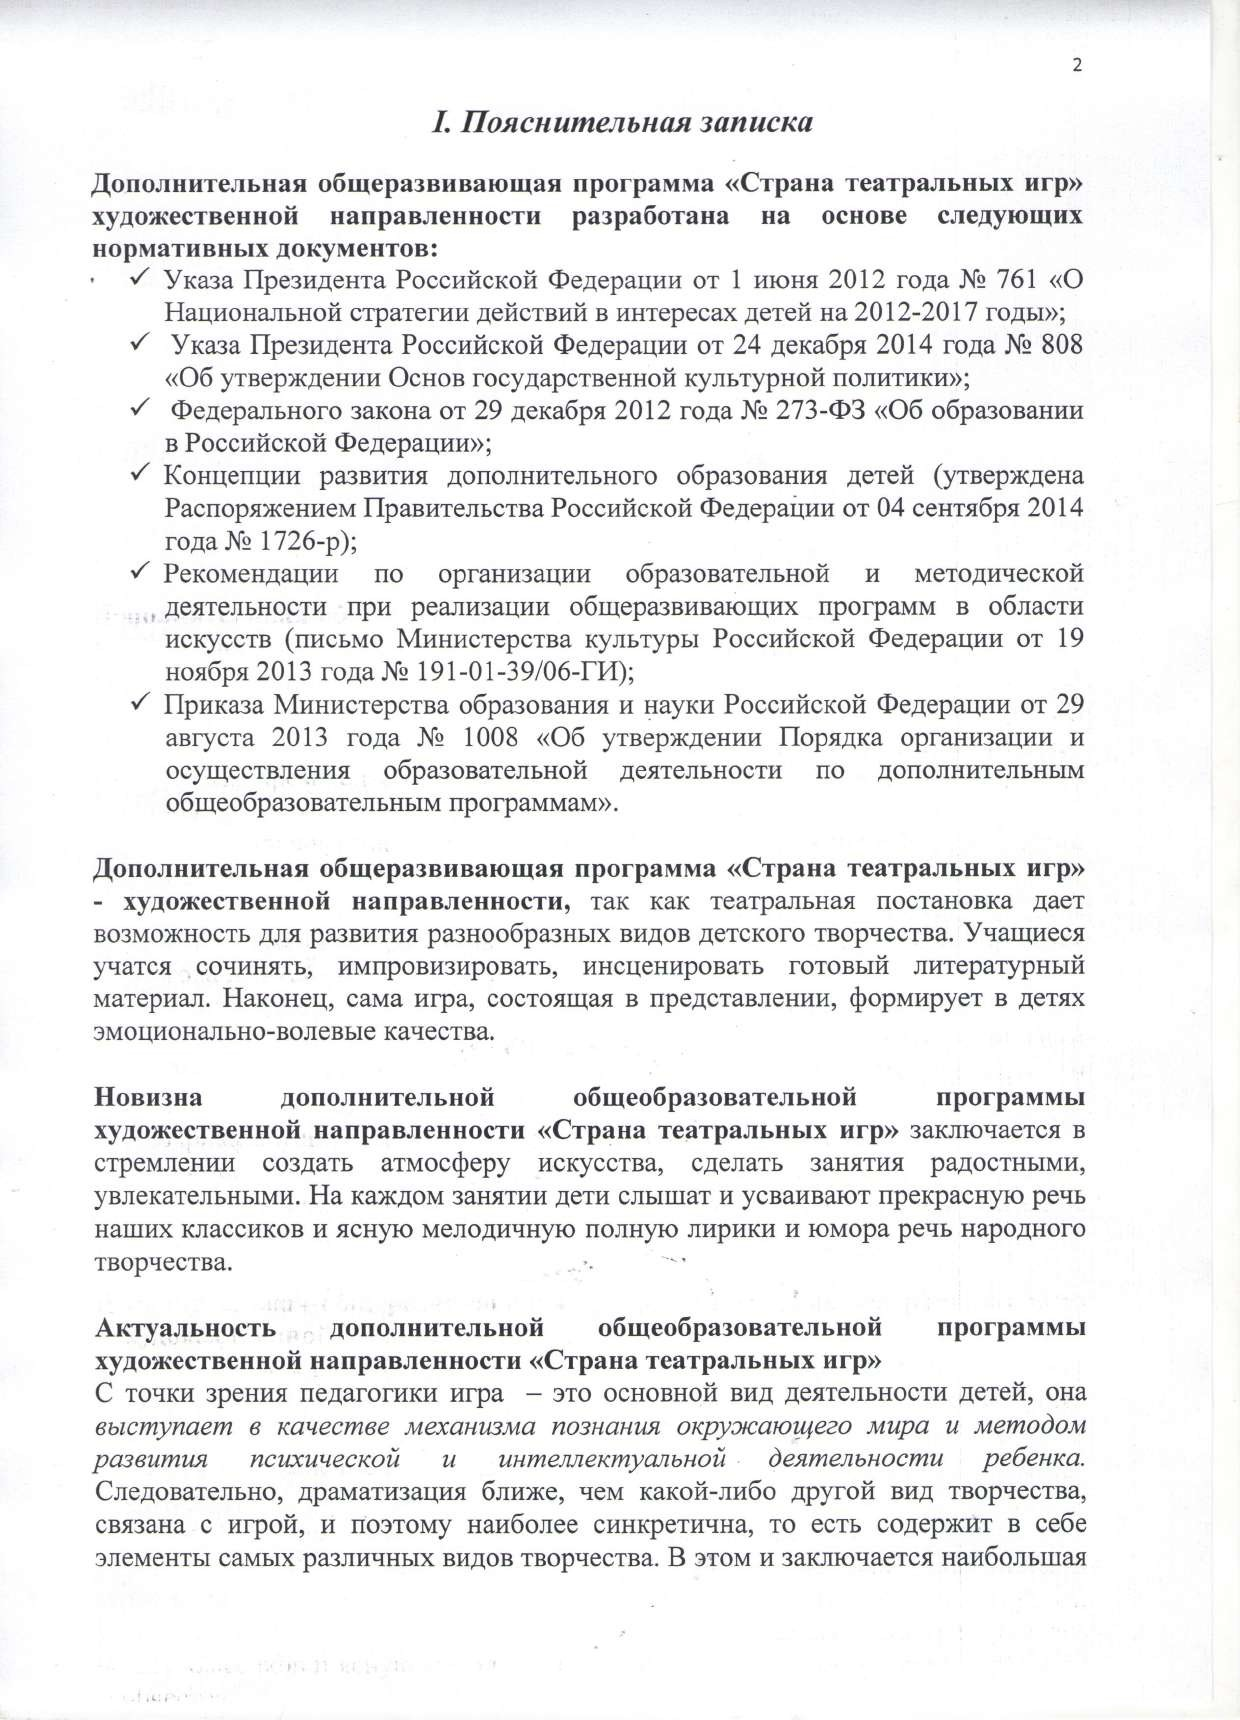 2
I. Пояснительная записка
Дополнительная общеразвивающая программа «Страна театральных игр»
художественной направленности разработана на основе следующих
нормативных документов:
✓ Указа Президента Российской Федерации от 1 июня 2012 года № 761 «О
Национальной стратегии действий в интересах детей на 2012-2017 годы»;
✓ Указа Президента Российской Федерации от 24 декабря 2014 года № 808
«Об утверждении Основ государственной культурной политики»;
✓ Федерального закона от 29 декабря 2012 года № 273-ФЗ «Об образовании
в Российской Федерации»;
✓ Концепции развития дополнительного образования детей (утверждена
Распоряжением Правительства Российской Федерации от 04 сентября 2014
года № 1726-р);
✓ Рекомендации по организации образовательной и методической
деятельности при реализации общеразвивающих программ в области
искусств (письмо Министерства культуры Российской Федерации от 19
ноября 2013 года № 191-01-39/06-ГИ);
✓ Приказа Министерства образования и науки Российской Федерации от 29
августа 2013 года № 1008 «Об утверждении Порядка организации и
осуществления образовательной деятельности по дополнительным
общеобразовательным программам».
Дополнительная общеразвивающая программа «Страна театральных игр»
- художественной направленности, так как театральная постановка дает
возможность для развития разнообразных видов детского творчества. Учащиеся
учатся сочинять, импровизировать, инсценировать готовый литературный
материал. Наконец, сама игра, состоящая в представлении, формирует в детях
эмоционально-волевые качества.
Новизна дополнительной общеобразовательной программы
художественной направленности «Страна театральных игр» заключается в
стремлении создать атмосферу искусства, сделать занятия радостными,
увлекательными. На каждом занятии дети слышат и усваивают прекрасную речь
наших классиков и ясную мелодичную полную лирики и юмора речь народного
творчества.
Актуальность дополнительной общеобразовательной программы
художественной направленности «Страна театральных игр»
С точки зрения педагогики игра – это основной вид деятельности детей, она
выступает в качестве механизма познания окружающего мира и методом
развития психической и интеллектуальной деятельности ребенка.
Следовательно, драматизация ближе, чем какой-либо другой вид творчества,
связана с игрой, и поэтому наиболее синкретична, то есть содержит в себе
элементы самых различных видов творчества. В этом и заключается наибольшая